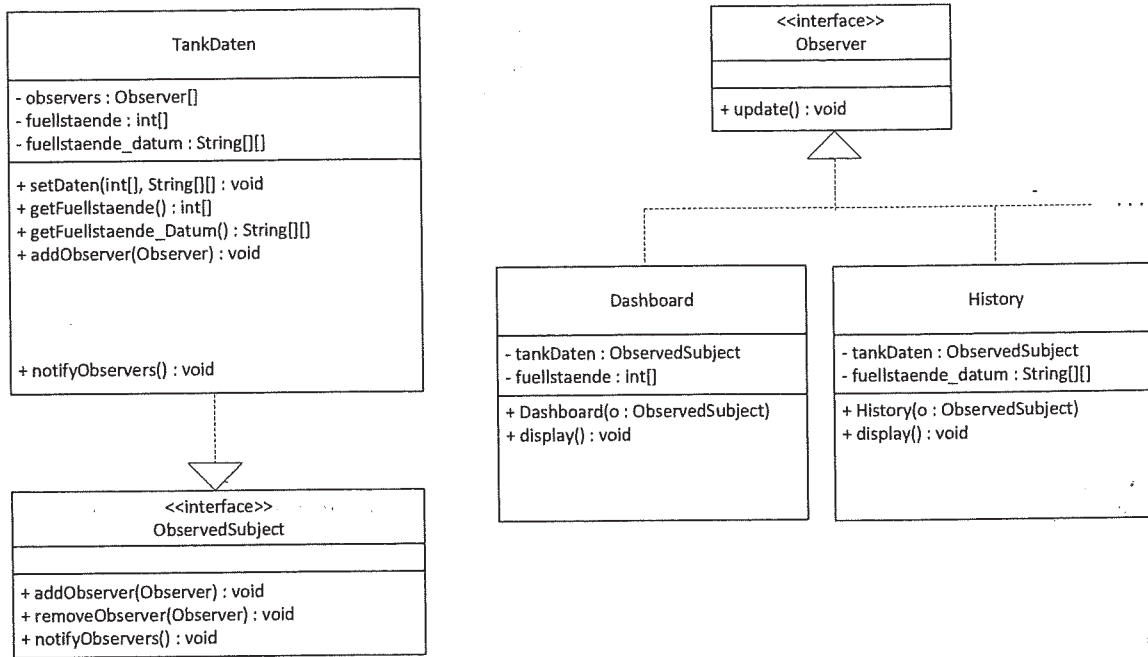 TankDaten
- observers : Observer[]
- fuellstaende : int[]
- fuellstaende_datum : String[][]
+ setDaten(int[], String[][] : void
+ getFuellstaende() : int[]
+ getFuellstaende_Datum() : String[][]
+ addObserver(Observer) : void
+ notifyObservers() : void
<<interface>>
ObservedSubject
+ addObserver(Observer) : void
+ removeObserver(Observer) : void
+ notifyObservers() : void
<<interface>>
Observer
+ update() : void
...
Dashboard
- tankDaten : ObservedSubject
- fuellstaende : int[]
+ Dashboard(o : ObservedSubject)
+ display() : void
History
- tankDaten : ObservedSubject
- fuellstaende_datum : String[][]
+ History(o : ObservedSubject)
+ display() : void